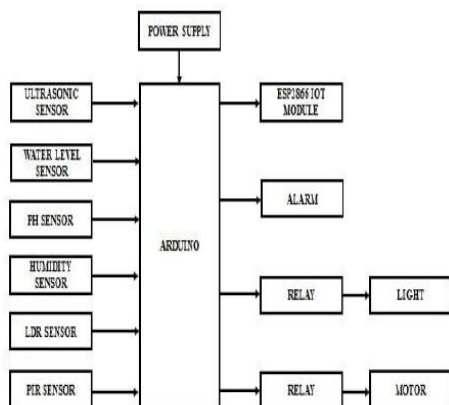 POWER SUPPLY
ULTRASONIC
SENSOR
WATER LEVEL
SENSOR
PH SENSOR
HUMIDITY
SENSOR
LDR SENSOR
PIR SENSOR
ARDUINO
ESP2866 IOT
MODULE
ALARM
RELAY
LIGHT
RELAY
MOTOR